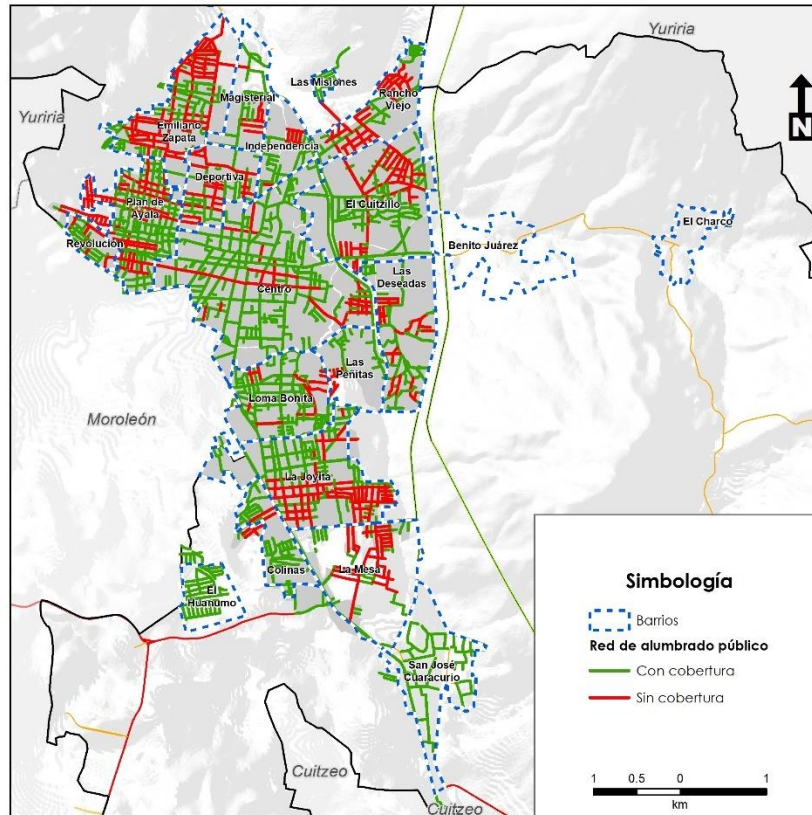 Yuriria
Yuriria
Las Misiones
Rancho
Viejo
Magisterial
N
Emiliano
Zapata
Independencia
Deportiva
Plan de
Ayala
El Cuitzillo
El Charco
Revolución
Benito Juárez
Las
Deseadas
Centro
Las
Peñitas
Loma Bonita
Moroleón
La Joyita
Colinas
La Mesa
El
Huanumo
San José
Cuaracurio
Cuitzeo
Cuitzeo
Simbología
Barrios
Red de alumbrado público
Con cobertura
Sin cobertura
1 0.5 0 1
km